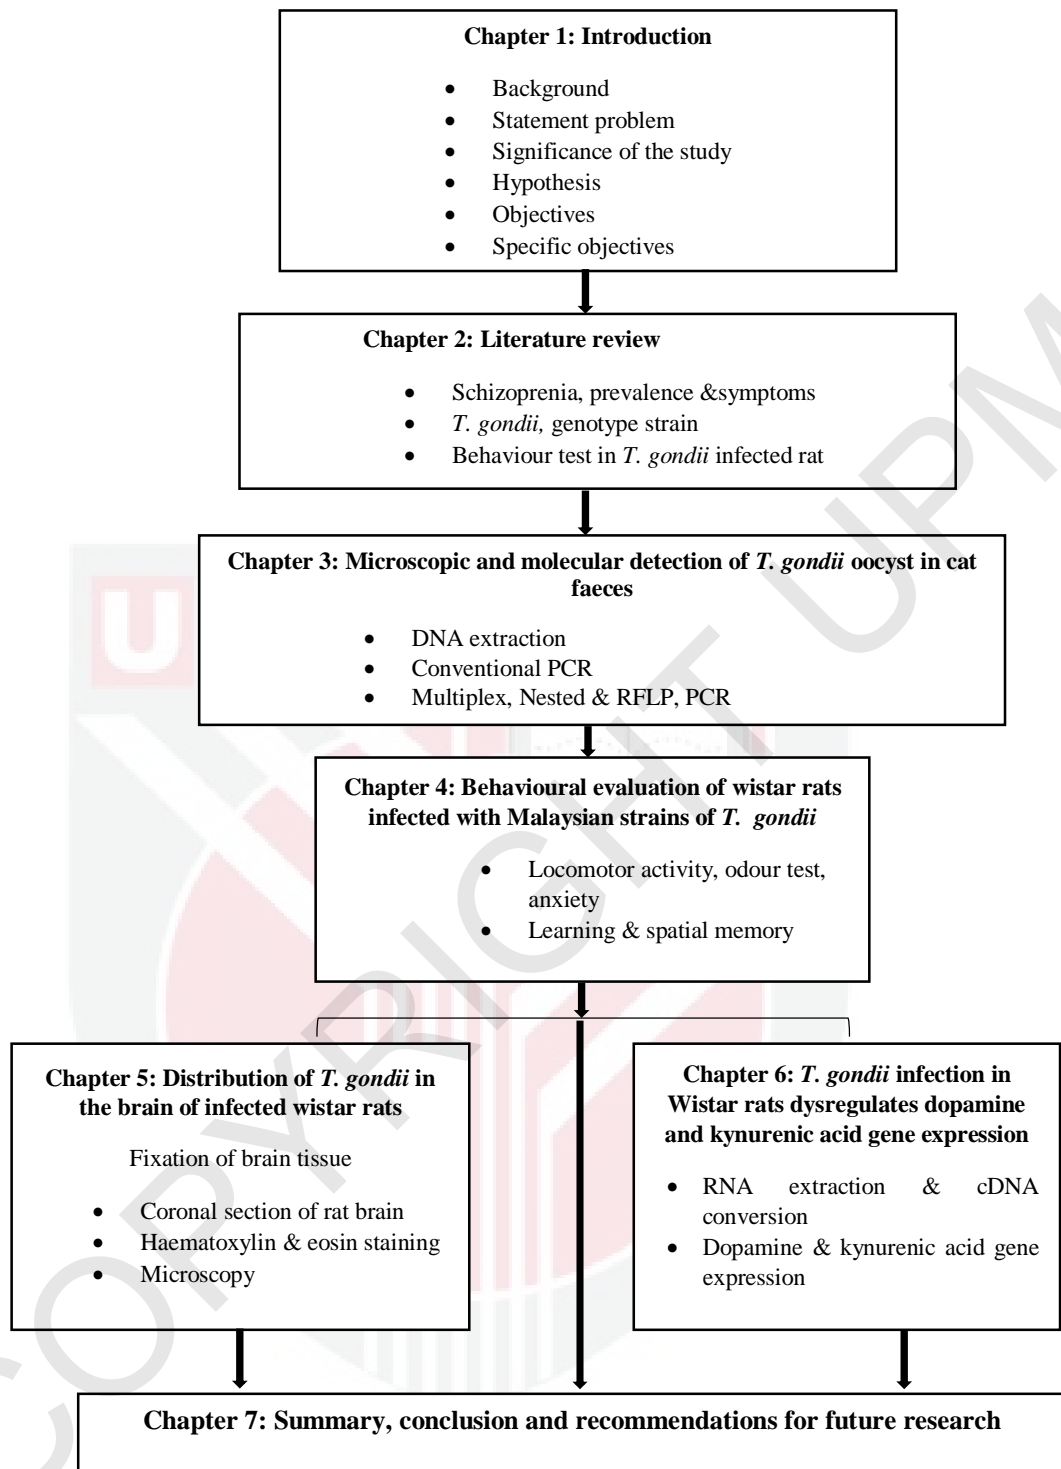 Chapter 1: Introduction
• Background
• Statement problem
• Significance of the study
• Hypothesis
• Objectives
• Specific objectives
Chapter 2: Literature review
• Schizoprenia, prevalence &symptoms
• T. gondii, genotype strain
• Behaviour test in T. gondii infected rat
Chapter 3: Microscopic and molecular detection of T. gondii oocyst in cat
faeces
• DNA extraction
• Conventional PCR
• Multiplex, Nested & RFLP, PCR
Chapter 4: Behavioural evaluation of wistar rats
infected with Malaysian strains of T. gondii
• Locomotor activity, odour test,
anxiety
• Learning & spatial memory
Chapter 5: Distribution of T. gondii in
the brain of infected wistar rats
Fixation of brain tissue
• Coronal section of rat brain
• Haematoxylin & eosin staining
• Microscopy
Chapter 6: T. gondii infection in
Wistar rats dysregulates dopamine
and kynurenic acid gene expression
• RNA extraction & cDNA
conversion
• Dopamine & kynurenic acid gene
expression
Chapter 7: Summary, conclusion and recommendations for future research
COPYRIGHT UPM
U